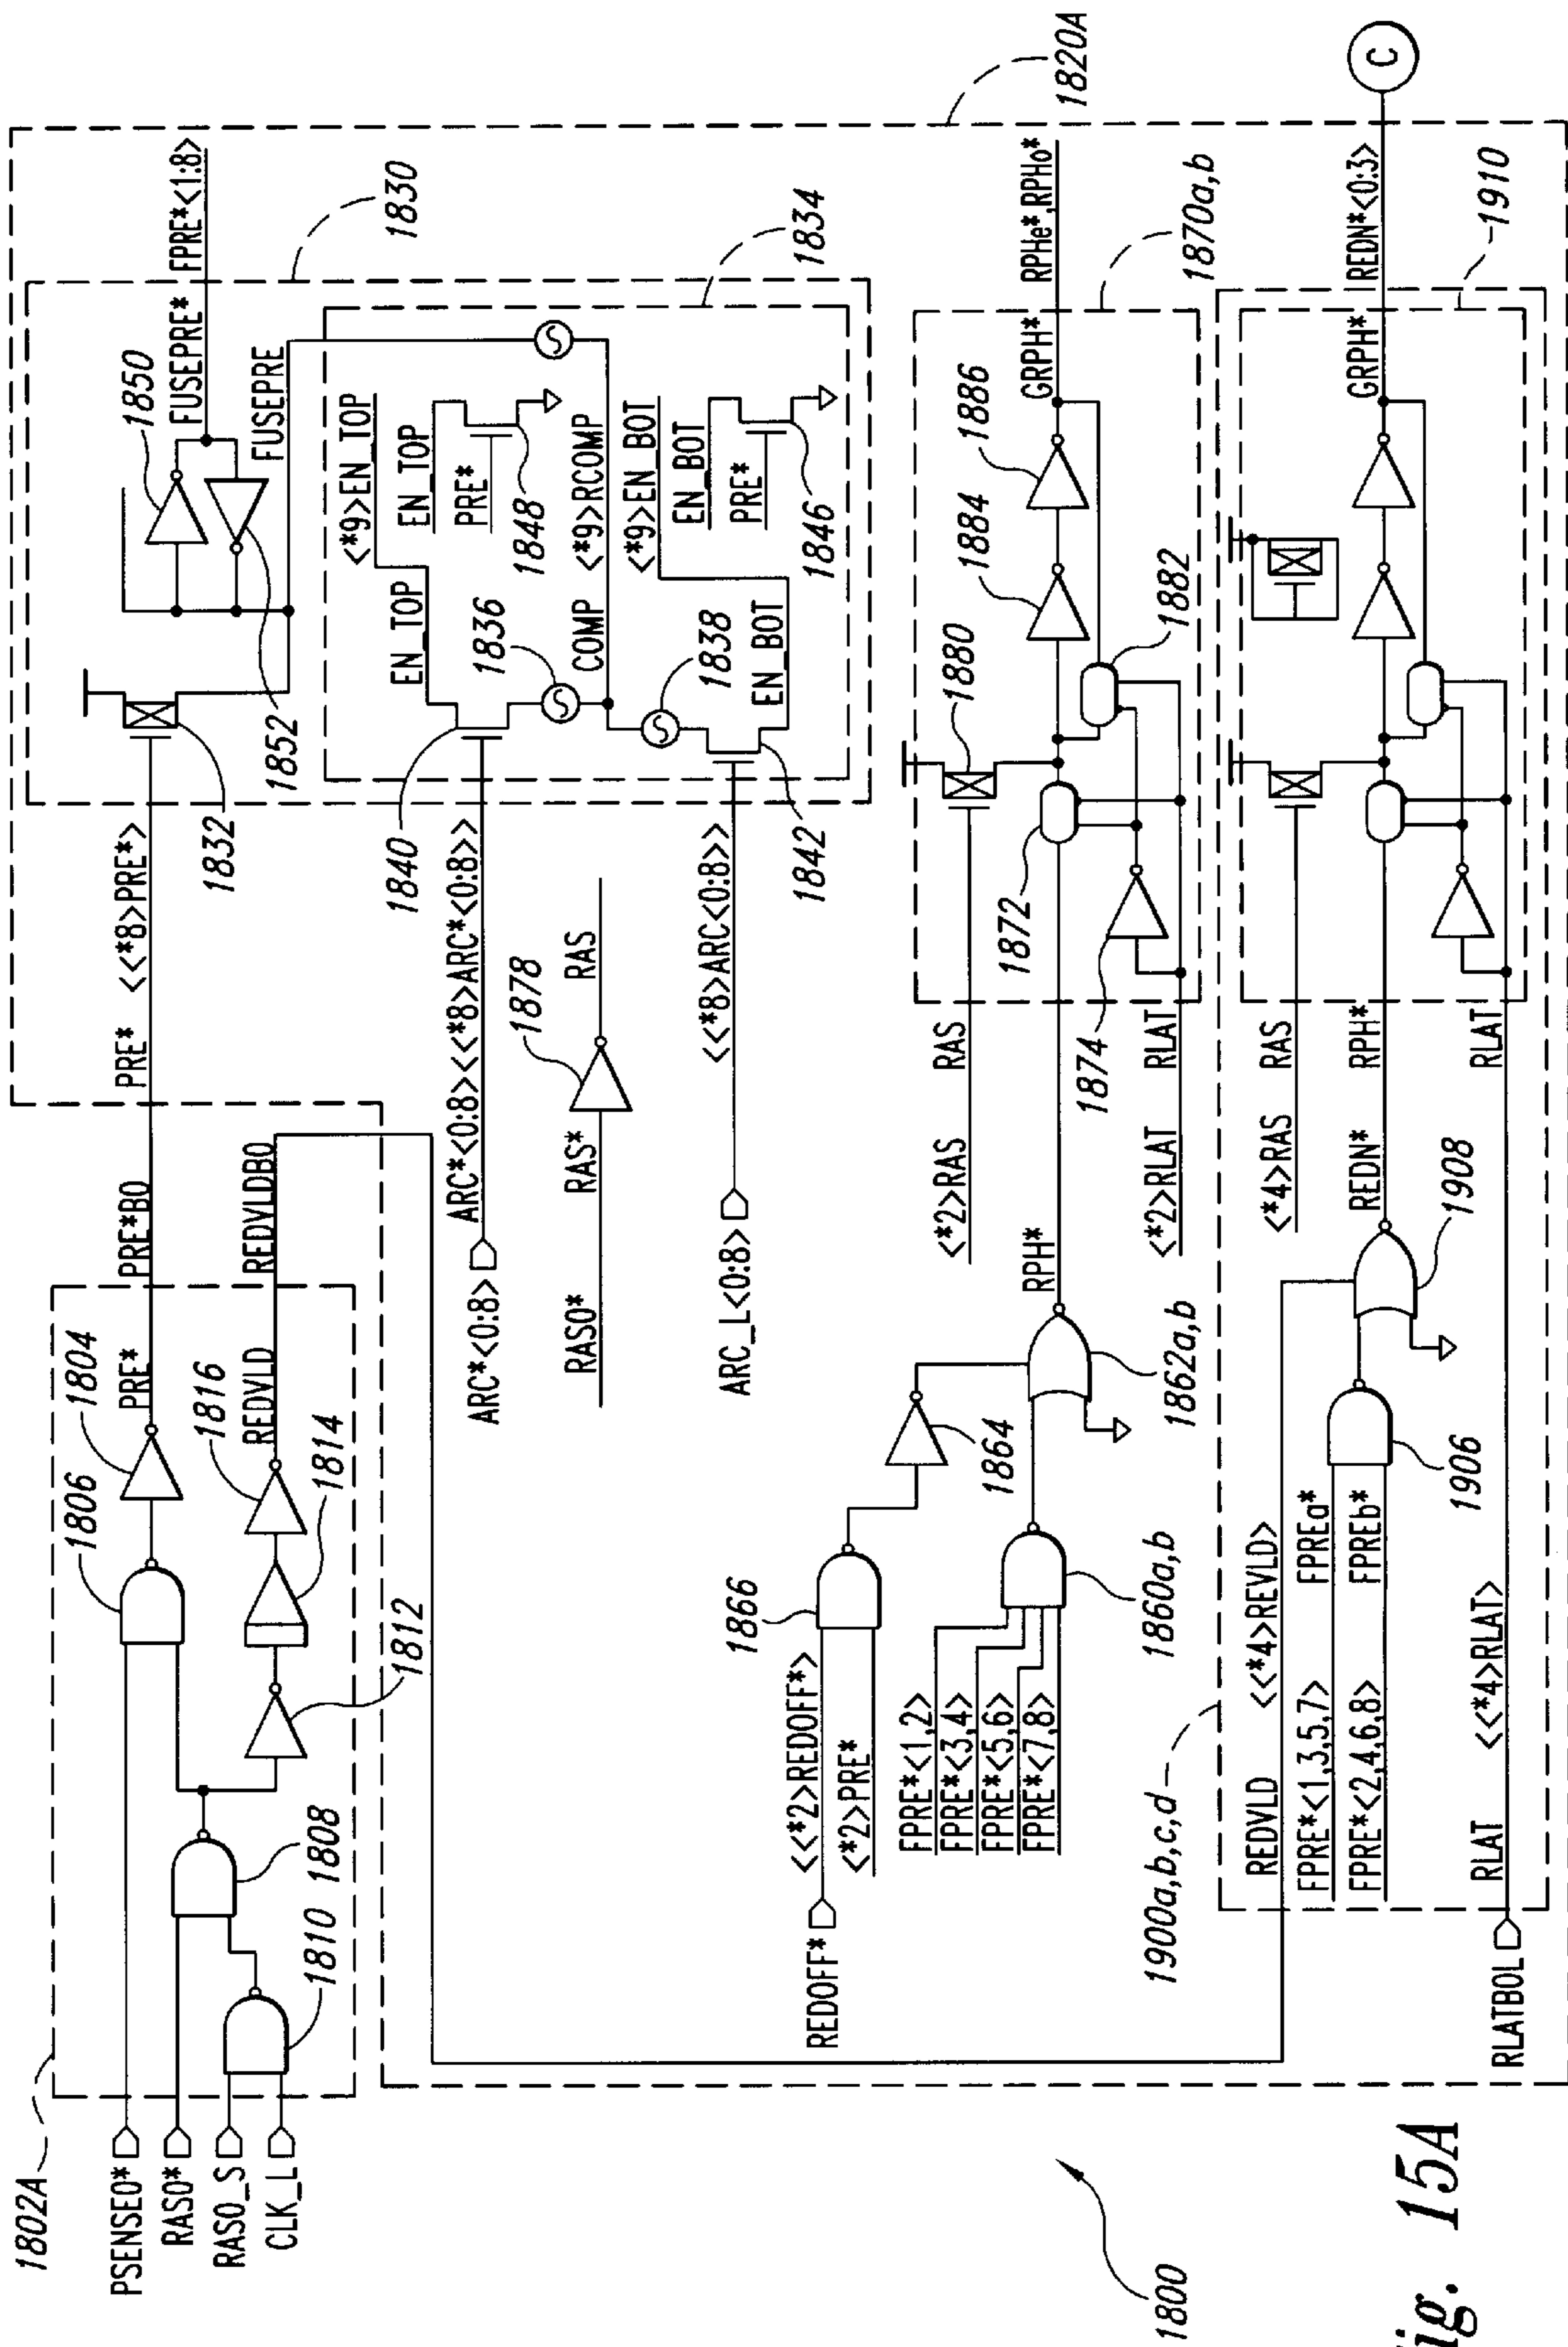 1802A
PSENSE0*
RAS0*
RAS0_S
CLK_L
1806
1804
PRE*
PRE*B0
PRE*
<<*8>PRE*>
1808
1810
1812
1814
1816
REDVLD
REDVLDB0
1832
1850
1852
FUSEPRE*
FPRE*<1:8>
FUSEPRE
1830
1834
1820A
ARC*<0:8>
ARC*<0:8><<*8>ARC*<0:8>>
1840
EN_TOP
<*9>EN_TOP
EN_TOP
PRE*
1848
1836
COMP
<*9>RCOMP
1838
<*9>EN_BOT
EN_BOT
EN_BOT
PRE*
1846
1842
RAS0*
RAS*
1878
RAS
ARC_L<0:8>
<<*8>ARC<0:8>>
REDOFF*
<<*2>REDOFF*>
<*2>PRE*
1866
1864
FPRE*<1,2>
FPRE*<3,4>
FPRE*<5,6>
FPRE*<7,8>
1860a,b
1862a,b
RPH*
<*2>RAS
RAS
<*2>RLAT
RLAT
1872
1874
1880
1882
1884
1886
GRPH*
RPHe*,RPHo*
1870a,b
1900a,b,c,d
REDVLD
<<*4>REVLD>
FPRE*<1,3,5,7>
FPREa*
FPRE*<2,4,6,8>
FPREb*
1906
1908
REDN*
RPH*
<*4>RAS
RAS
RLATBOL
RLAT
<<*4>RLAT>
RLAT
GRPH*
REDN*<0:3>
1910
C
1800
ig. 15A